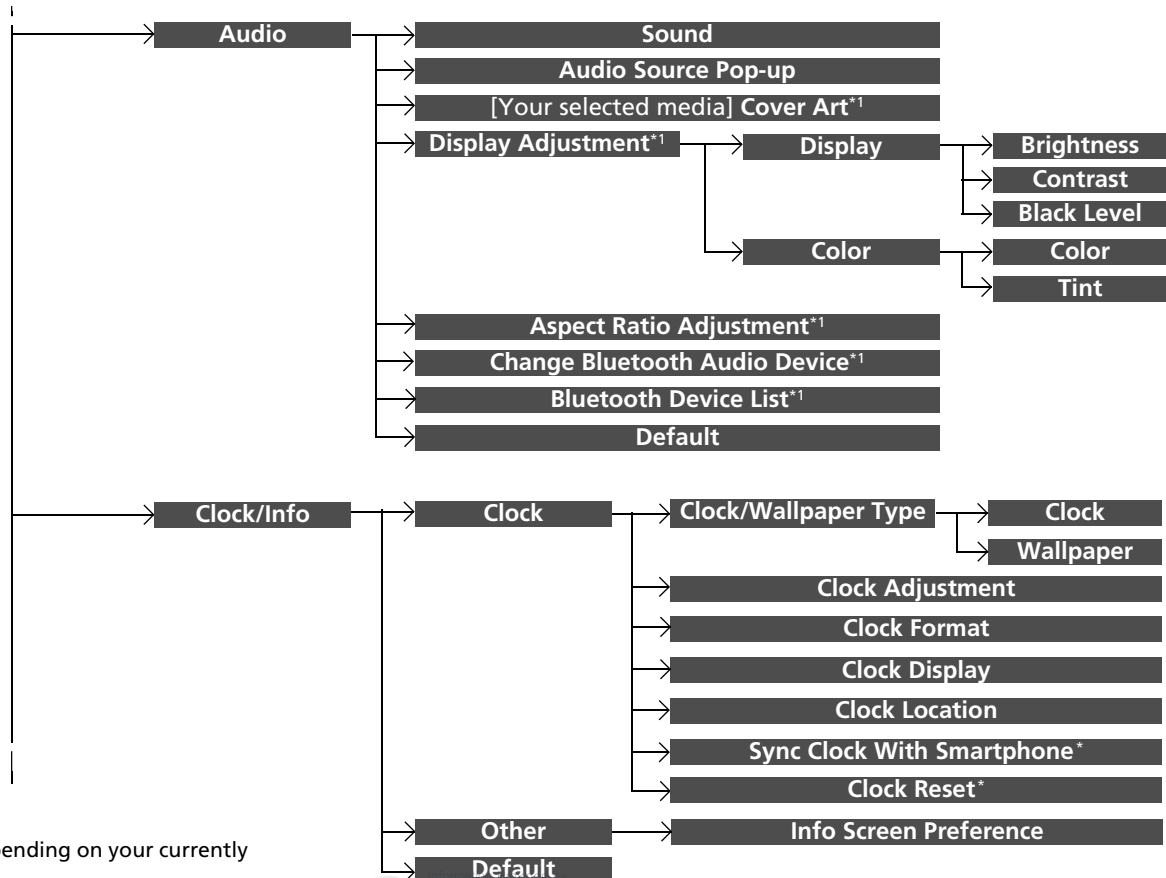 Audio
Sound
Audio Source Pop-up
[Your selected media] Cover Art*1
Display Adjustment*1
Display
Brightness
Contrast
Black Level
Color
Color
Tint
Aspect Ratio Adjustment*1
Change Bluetooth Audio Device*1
Bluetooth Device List*1
Default
Clock/Info
Clock
Clock/Wallpaper Type
Clock
Wallpaper
Clock Adjustment
Clock Format
Clock Display
Clock Location
Sync Clock With Smartphone*
Clock Reset*
Other
Info Screen Preference
pending on your currently
Default